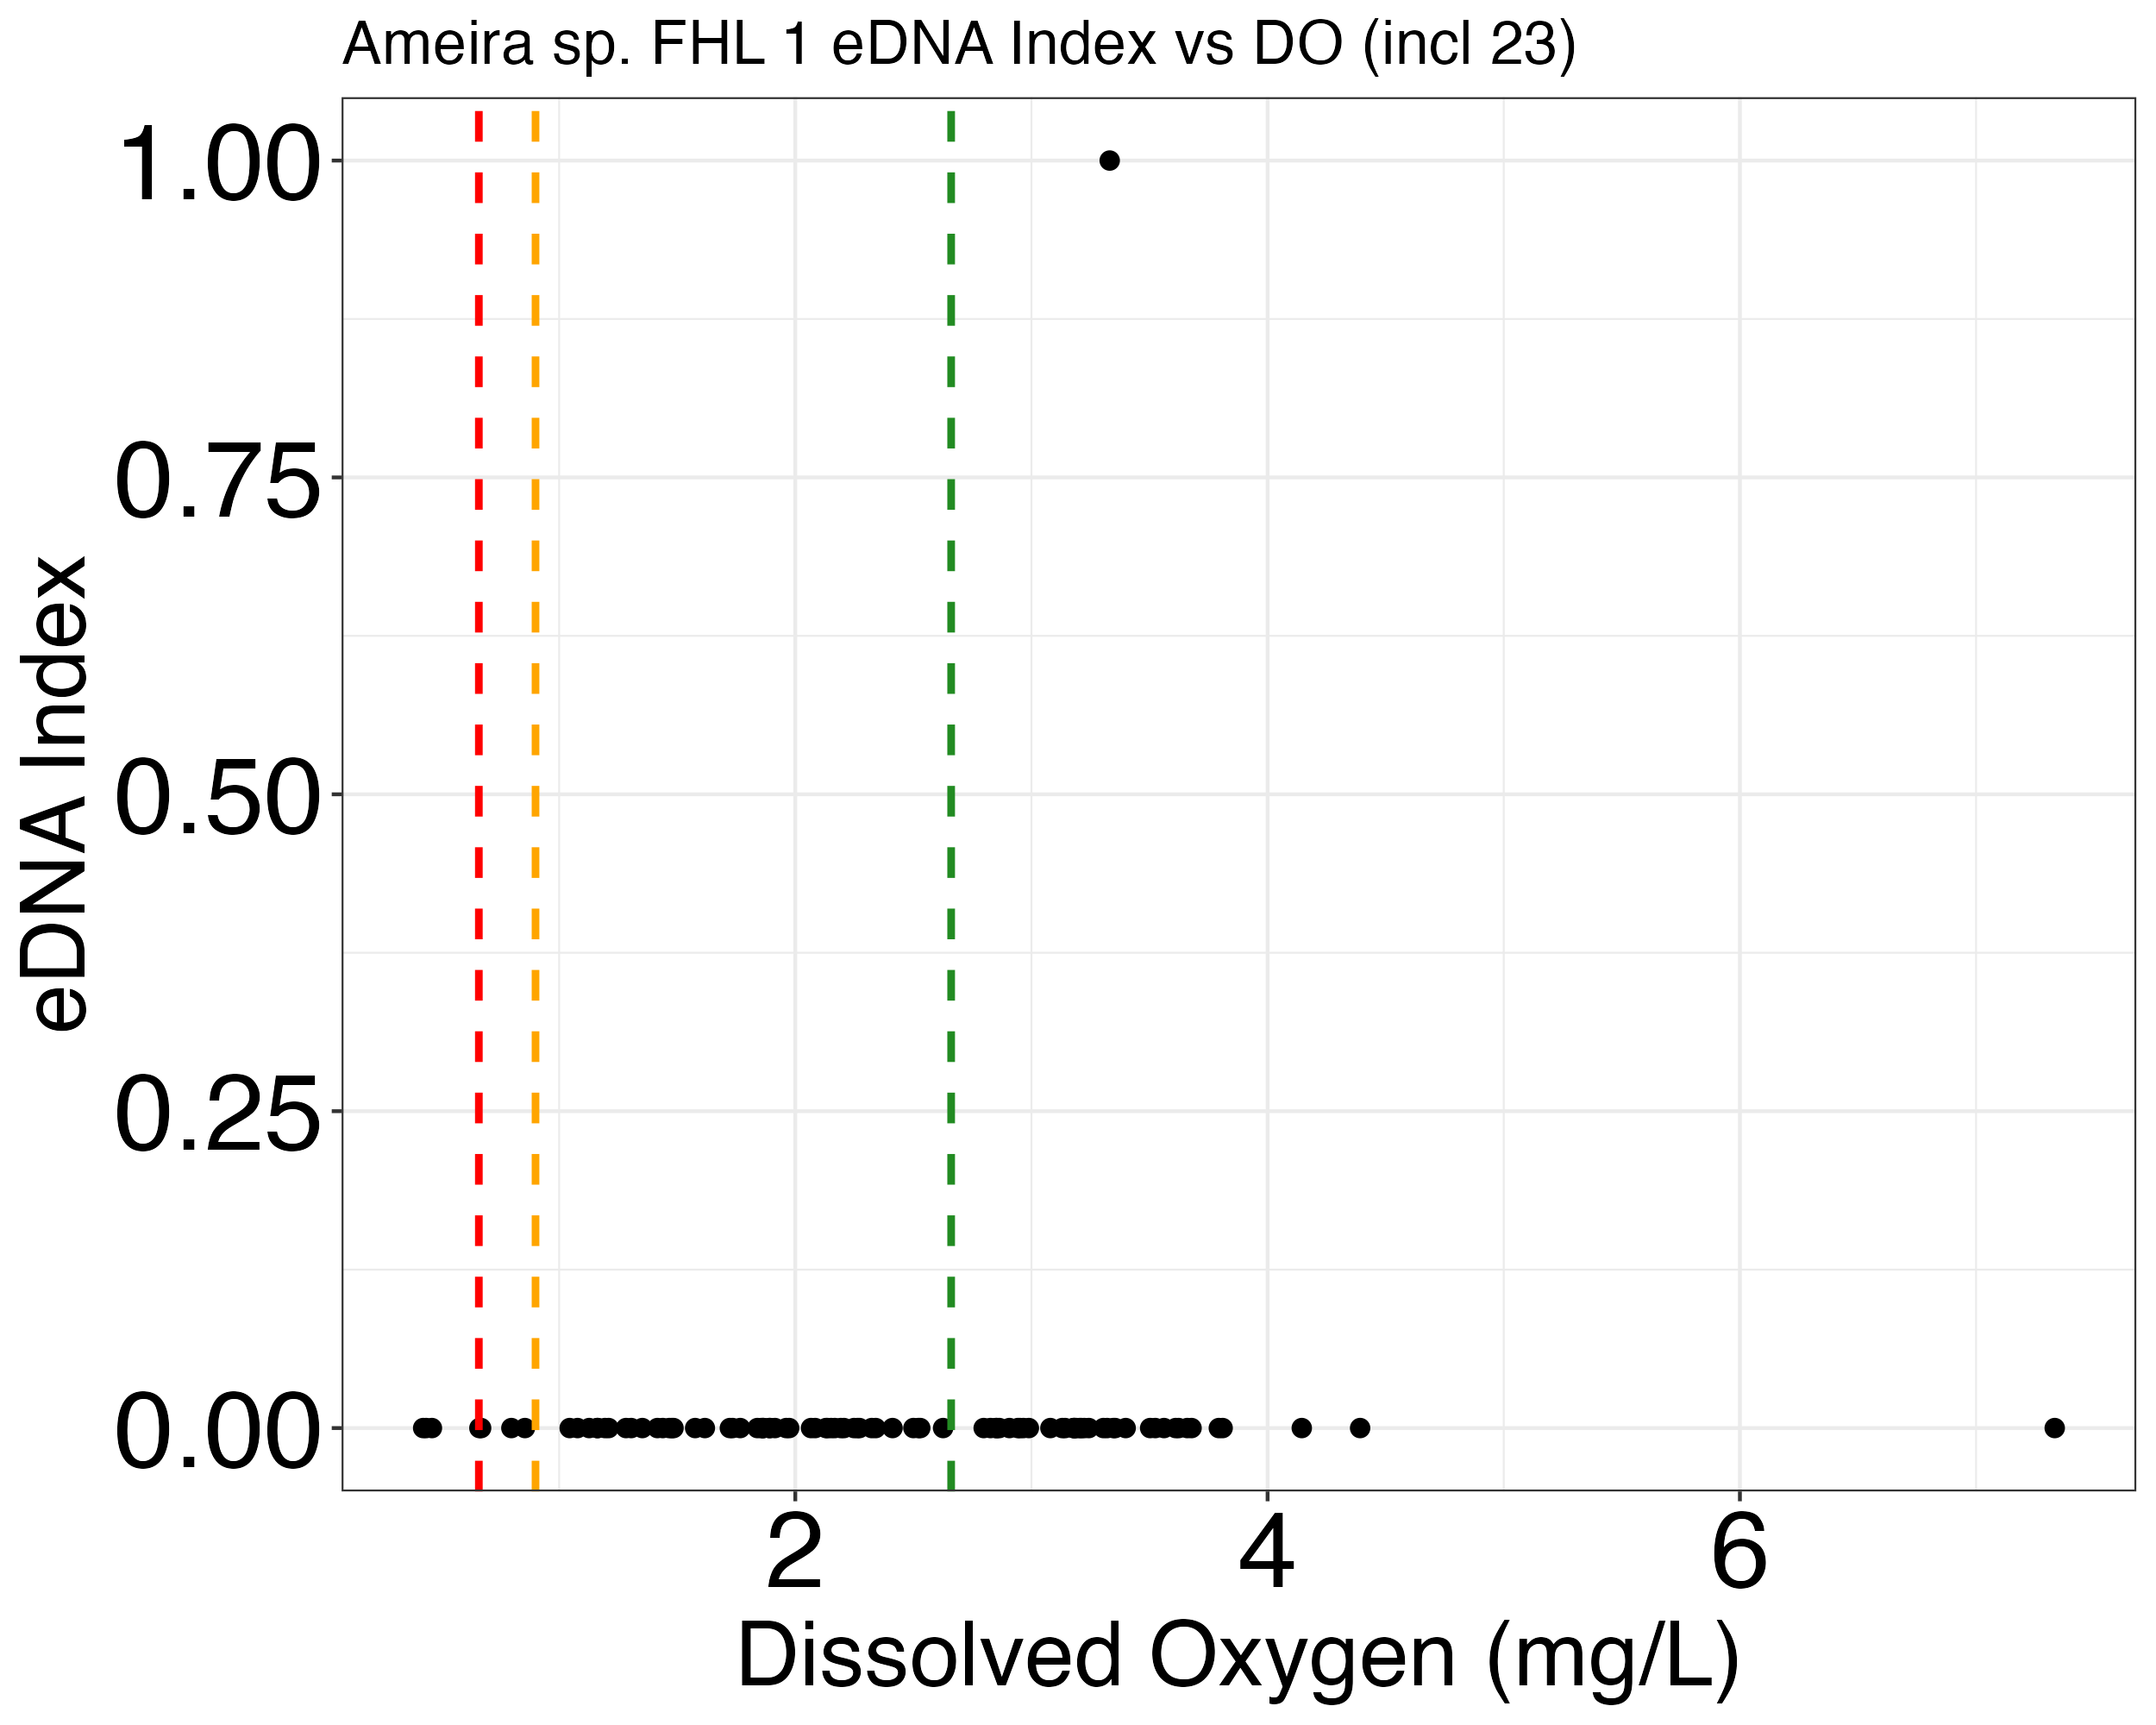 Ameira sp. FHL 1 eDNA Index vs DO (incl 23)
1.00
0.75
0.50
0.25
0.00
eDNA Index
2 4 6
Dissolved Oxygen (mg/L)